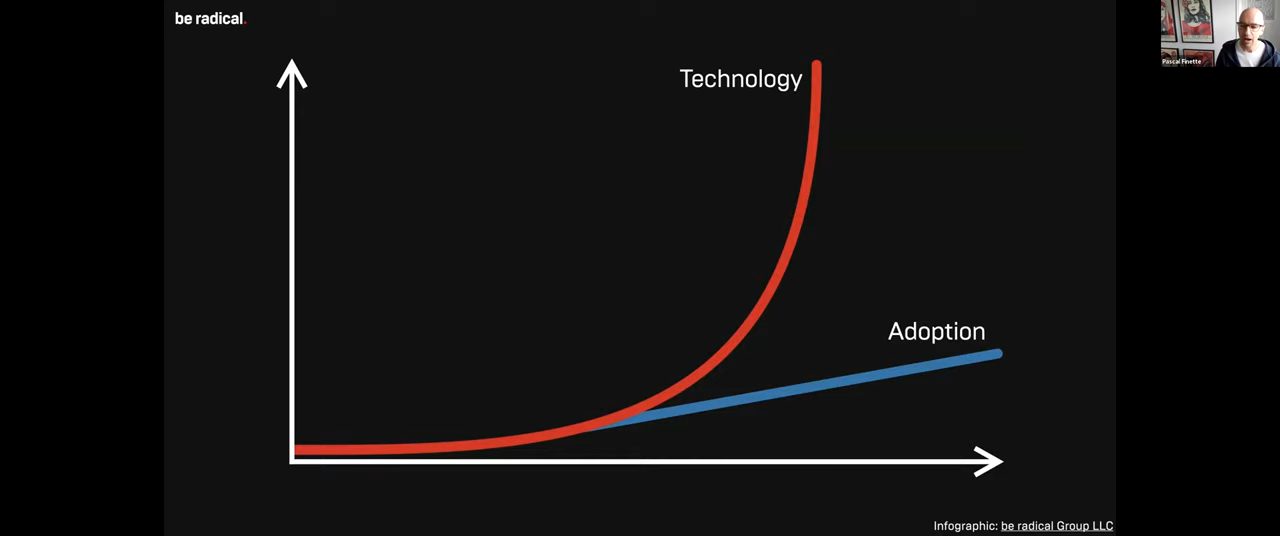 be radical.
Technology
Pascal Finette
Adoption
Infographic: be radical Group LLC